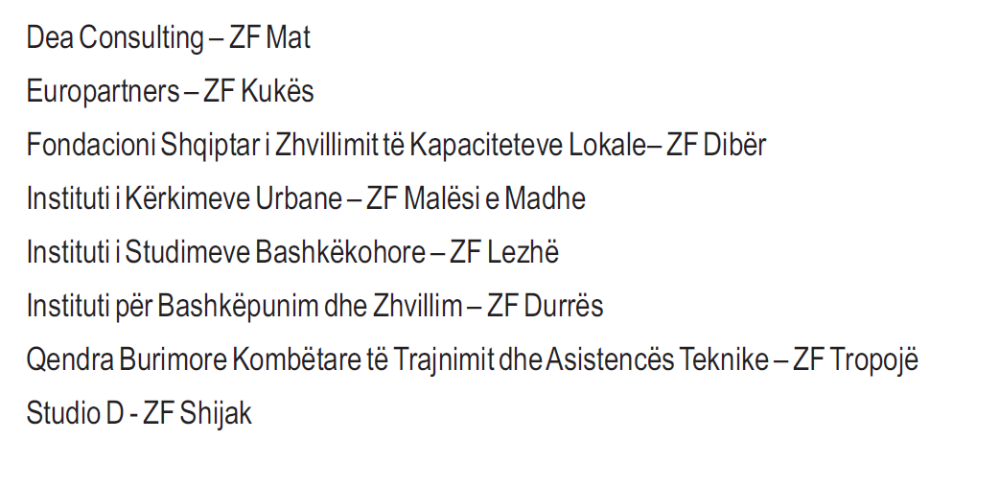 Dea Consulting – ZF Mat
Europartners – ZF Kukës
Fondacioni Shqiptar i Zhvillimit të Kapaciteteve Lokale– ZF Dibër
Instituti i Kërkimeve Urbane – ZF Malësi e Madhe
Instituti i Studimeve Bashkëkohore – ZF Lezhë
Instituti për Bashkëpunim dhe Zhvillim – ZF Durrës
Qendra Burimore Kombëtare të Trajnimit dhe Asistencës Teknike – ZF Tropojë
Studio D - ZF Shijak